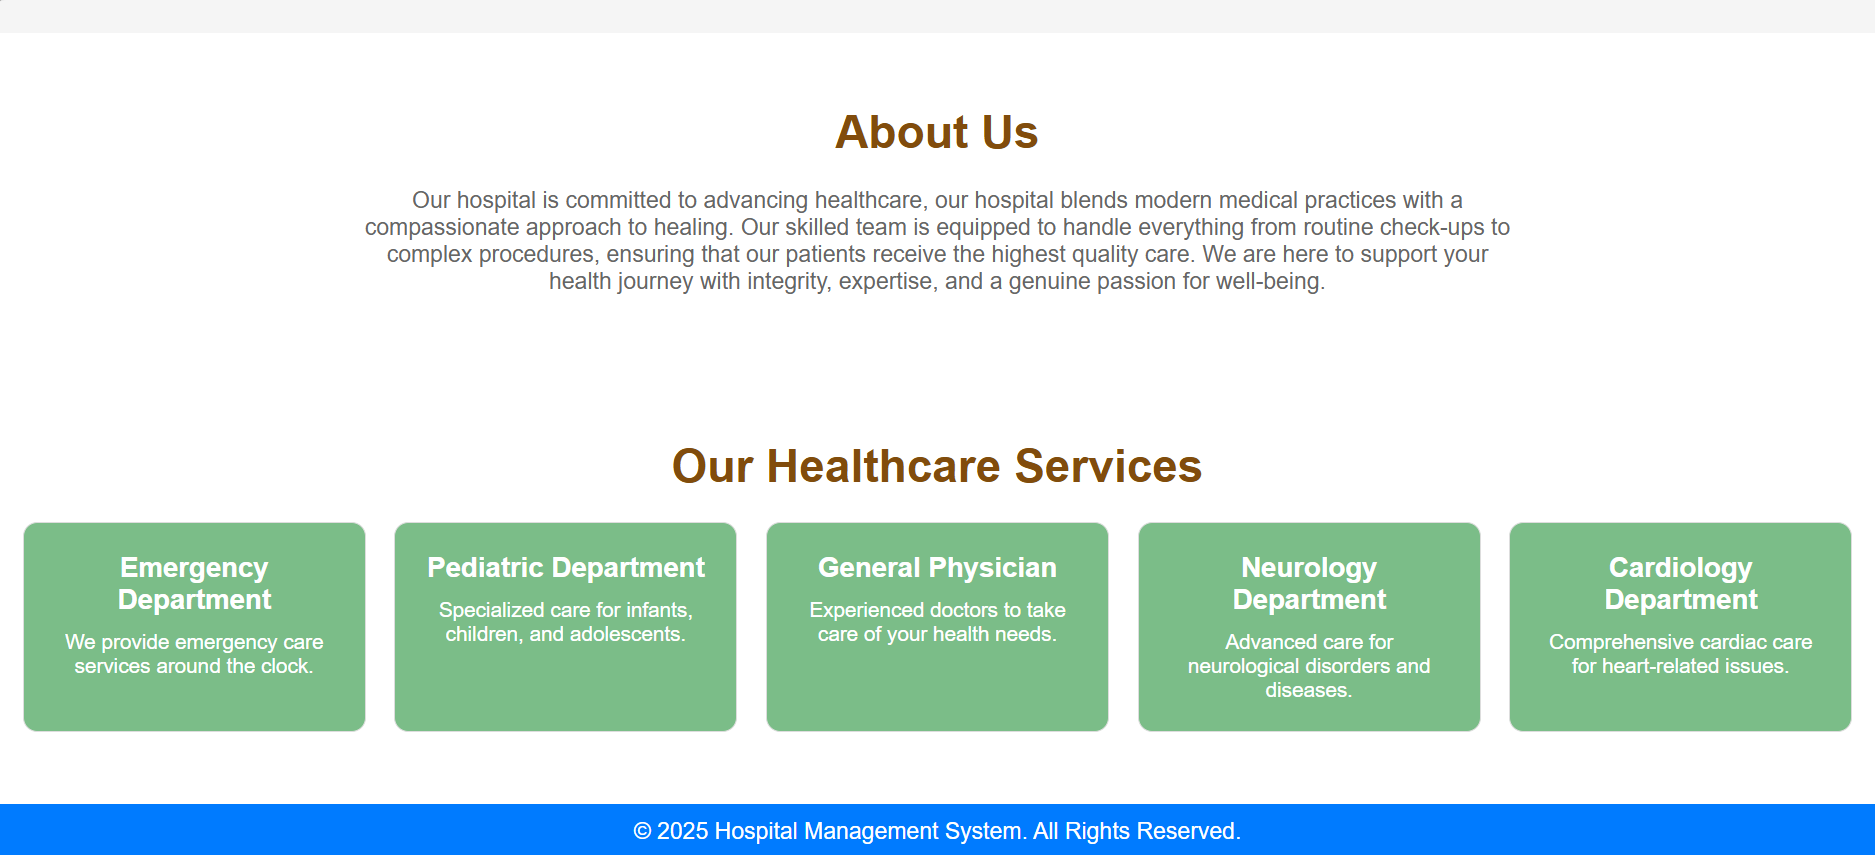 About Us
Our hospital is committed to advancing healthcare, our hospital blends modern medical practices with a
compassionate approach to healing. Our skilled team is equipped to handle everything from routine check-ups to
complex procedures, ensuring that our patients receive the highest quality care. We are here to support your
health journey with integrity, expertise, and a genuine passion for well-being.
Our Healthcare Services
Emergency
Department
We provide emergency care
services around the clock.
Pediatric Department
Specialized care for infants,
children, and adolescents.
General Physician
Experienced doctors to take
care of your health needs.
Neurology
Department
Advanced care for
neurological disorders and
diseases.
Cardiology
Department
Comprehensive cardiac care
for heart-related issues.
© 2025 Hospital Management System. All Rights Reserved.